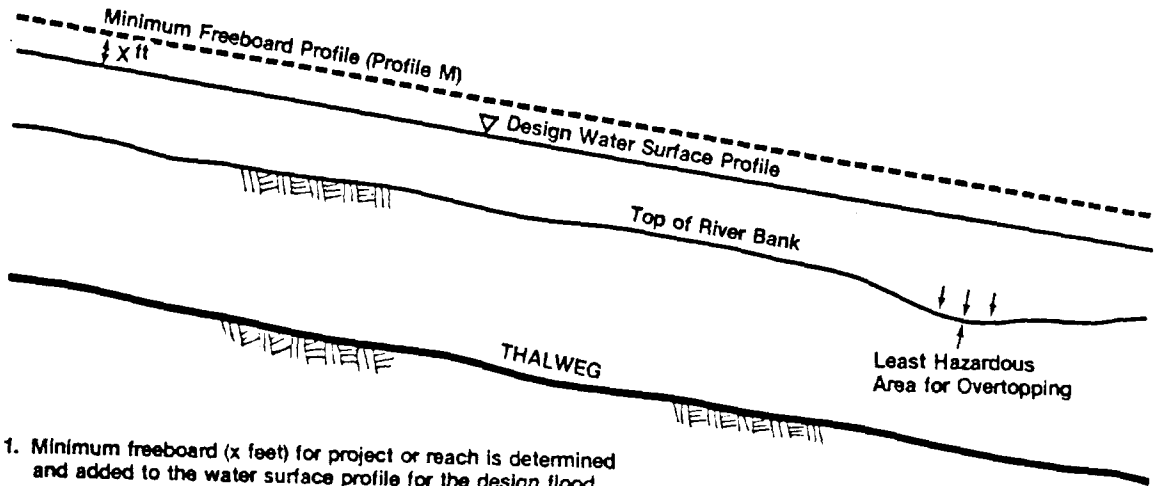 Minimum Freeboard Profile (Profile M)
X ft
Design Water Surface Profile
Top of River Bank
Least Hazardous
Area for Overtopping
THALWEG
1. Minimum freeboard (x feet) for project or reach is determined
and added to the water surface profile for the design flood